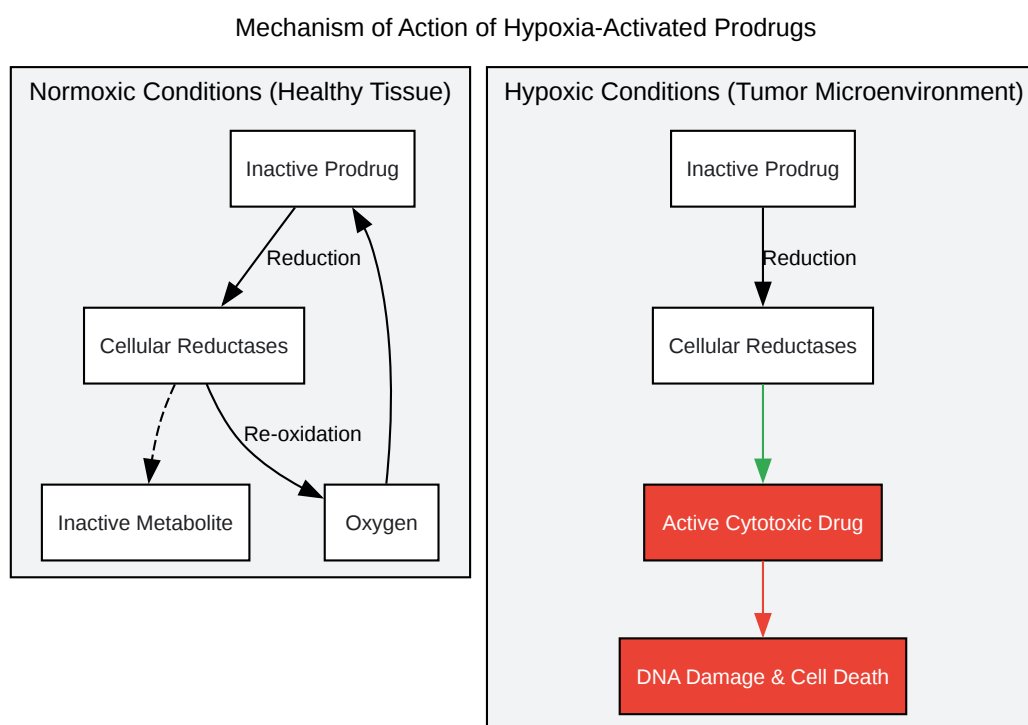 Mechanism of Action of Hypoxia-Activated Prodrugs
Normoxic Conditions (Healthy Tissue)
Inactive Prodrug
Reduction
Cellular Reductases
Re-oxidation
Inactive Metabolite
Oxygen
Hypoxic Conditions (Tumor Microenvironment)
Inactive Prodrug
Reduction
Cellular Reductases
Active Cytotoxic Drug
DNA Damage & Cell Death